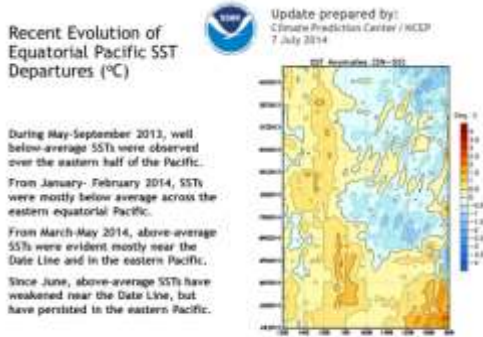 Recent Evolution of
Equatorial Pacific SST
Departures (ºC)
Update prepared by:
Climate Prediction Center / NCEP
7 July 2014
During May-September 2013, well
below-average SSTs were observed
over the eastern half of the Pacific.
From January- February 2014, SSTs
were mostly below average across the
eastern equatorial Pacific.
From March-May 2014, above-average
SSTs were evident mostly near the
Date Line and in the eastern Pacific.
Since June, above-average SSTs have
weakened near the Date Line, but
have persisted in the eastern Pacific.
SST Anomalies